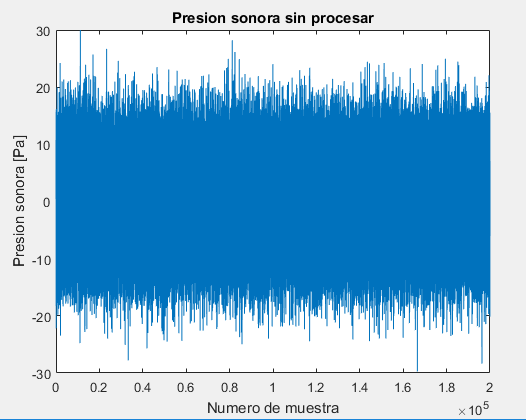 Presion sonora sin procesar
30
20
10
0
-10
-20
-30
Presion sonora [Pa]
0 0.2 0.4 0.6 0.8 1 1.2 1.4 1.6 1.8 2
×10^5
Numero de muestra